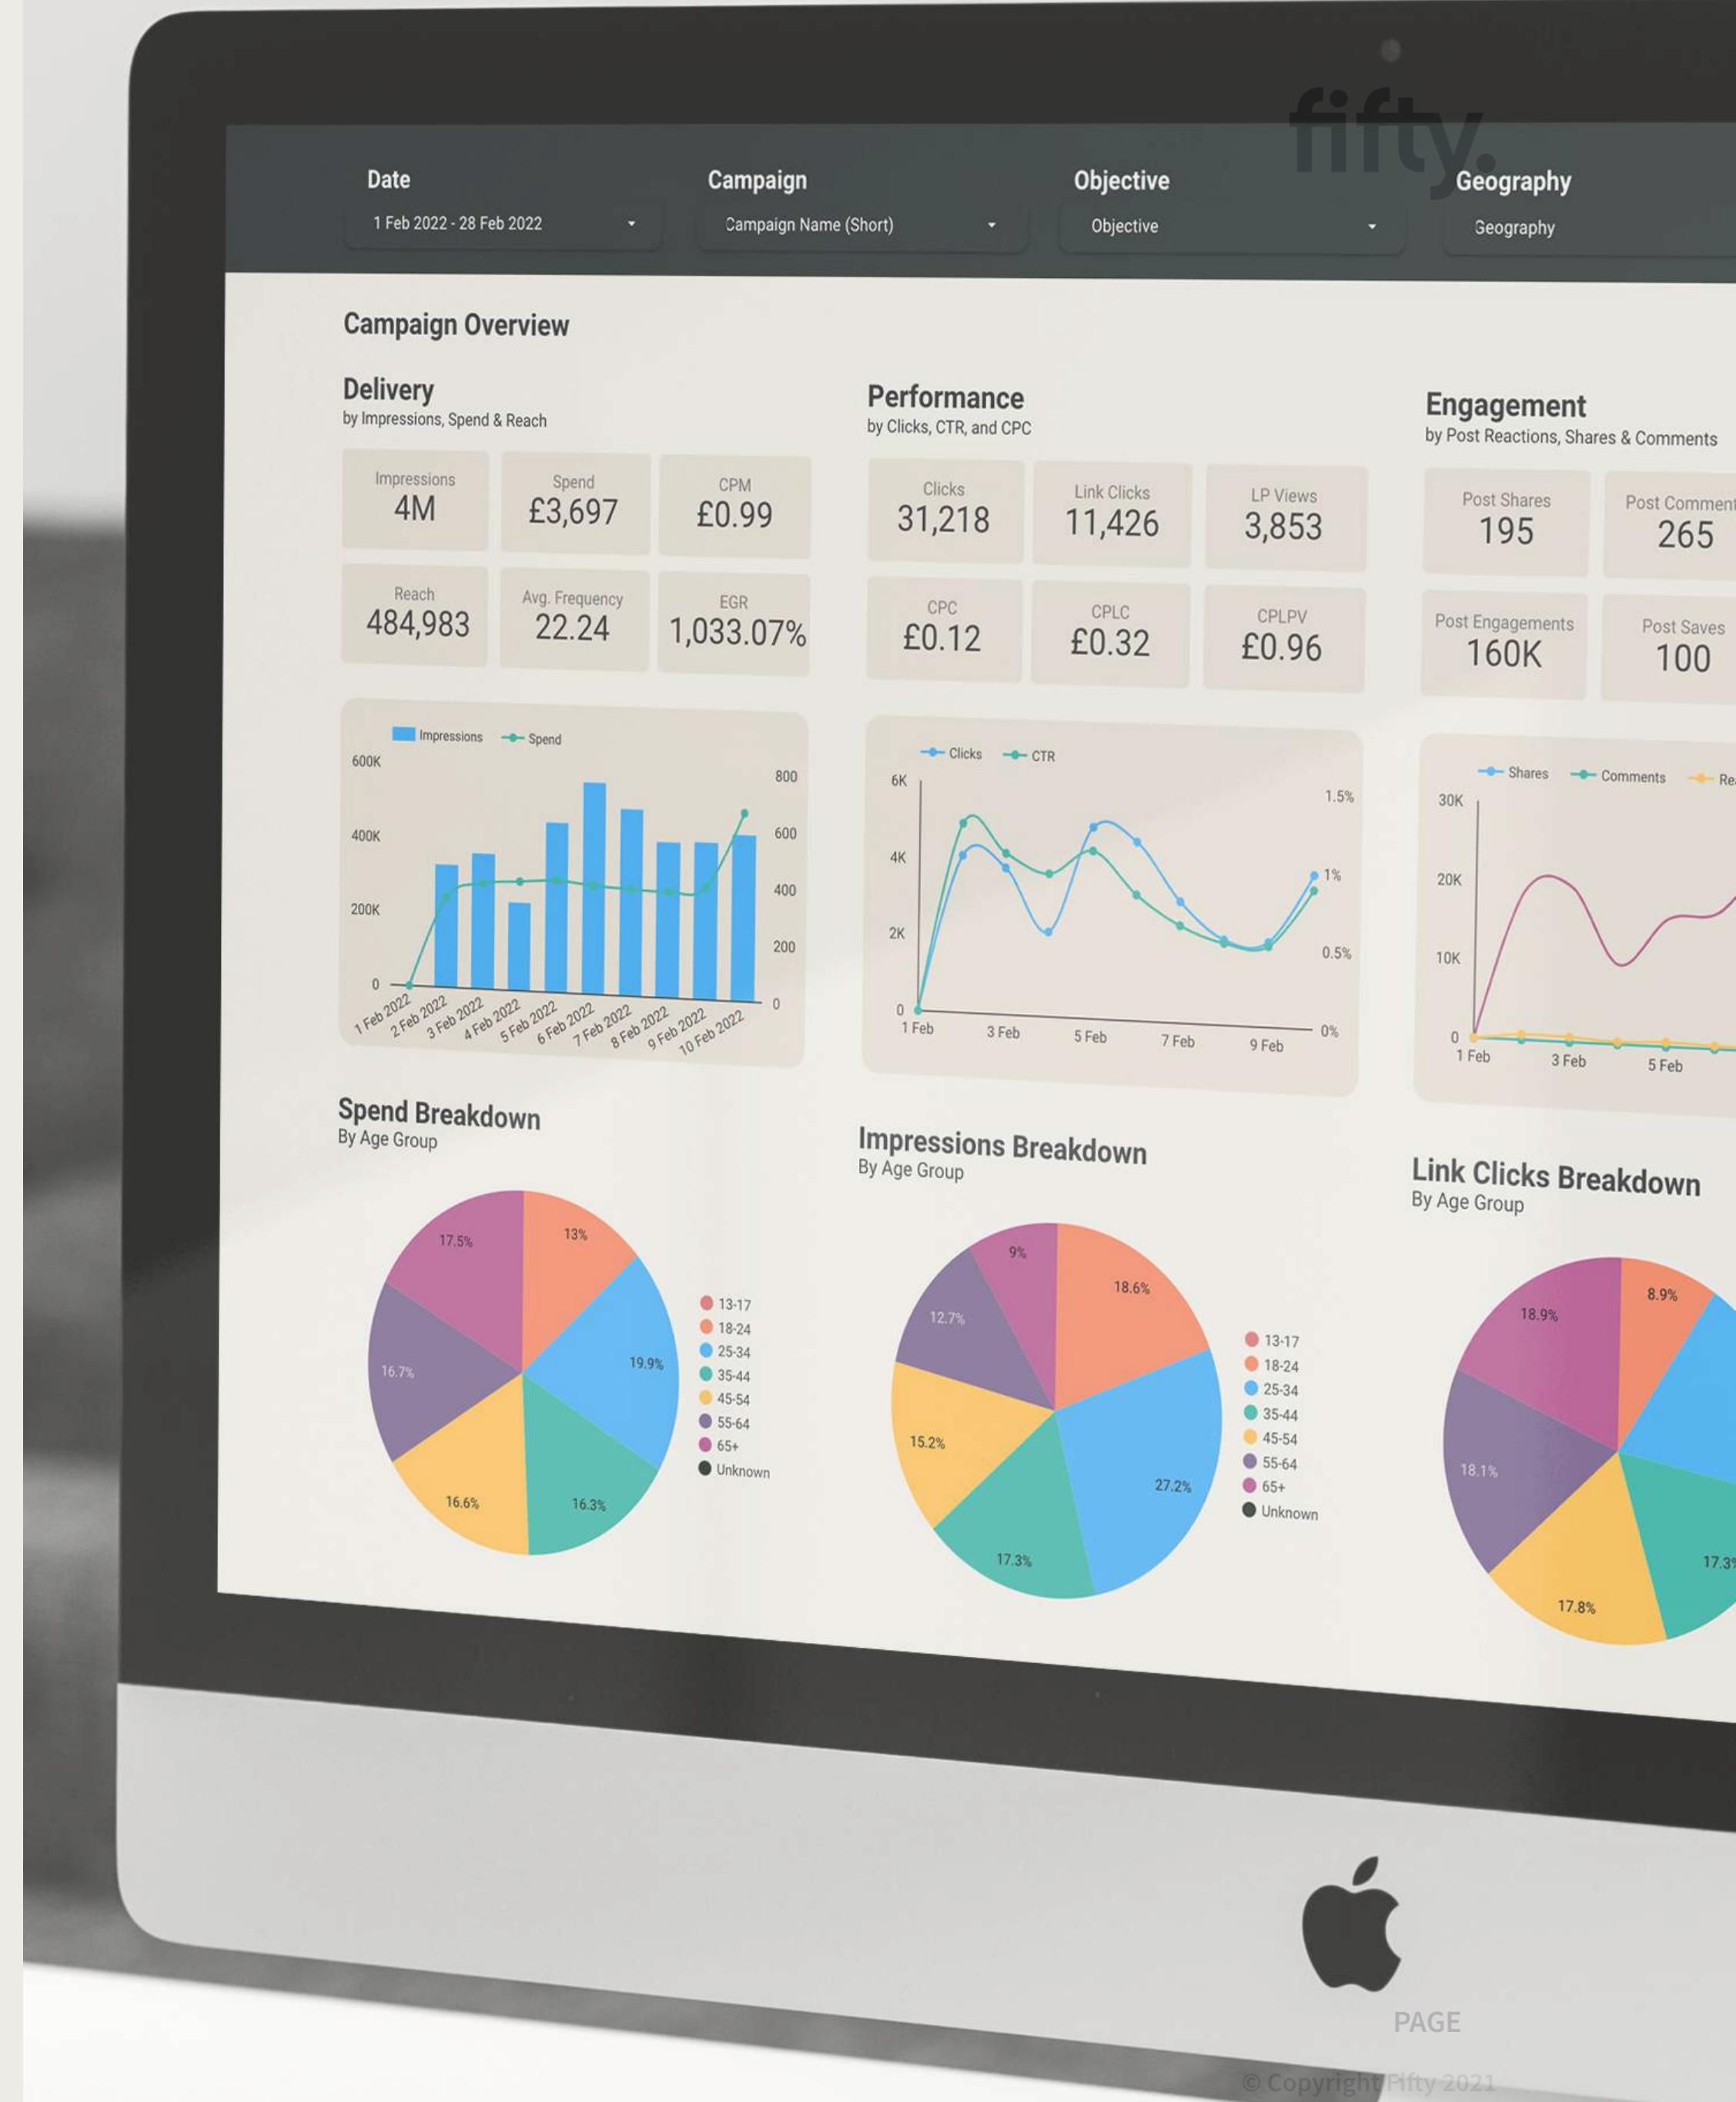 fifty.
Date
1 Feb 2022 - 28 Feb 2022
Campaign
Campaign Name (Short)
Objective
Objective
Geography
Geography
Campaign Overview
Delivery
by Impressions, Spend & Reach
Impressions
4M
Spend
£3,697
CPM
£0.99
Reach
484,983
Avg. Frequency
22.24
EGR
1,033.07%
Impressions
Spend
600K
400K
200K
0
800
600
400
200
0
1 Feb 2022
2 Feb 2022
3 Feb 2022
4 Feb 2022
5 Feb 2022
6 Feb 2022
7 Feb 2022
8 Feb 2022
9 Feb 2022
10 Feb 2022
Performance
by Clicks, CTR, and CPC
Clicks
31,218
Link Clicks
11,426
LP Views
3,853
CPC
£0.12
CPLC
£0.32
CPLPV
£0.96
Clicks
CTR
6K
4K
2K
0
1.5%
1%
0.5%
0%
1 Feb
3 Feb
5 Feb
7 Feb
9 Feb
Engagement
by Post Reactions, Shares & Comments
Post Shares
195
Post Comment
265
Post Engagements
160K
Post Saves
100
Shares
Comments
Re
30K
20K
10K
0
1 Feb
3 Feb
5 Feb
Spend Breakdown
By Age Group
17.5%
13%
19.9%
16.7%
16.6%
16.3%
13-17
18-24
25-34
35-44
45-54
55-64
65+
Unknown
Impressions Breakdown
By Age Group
9%
18.6%
12.7%
15.2%
27.2%
17.3%
13-17
18-24
25-34
35-44
45-54
55-64
65+
Unknown
Link Clicks Breakdown
By Age Group
8.9%
18.9%
18.1%
17.3%
17.8%
PAGE
© Copyright Fifty 2021